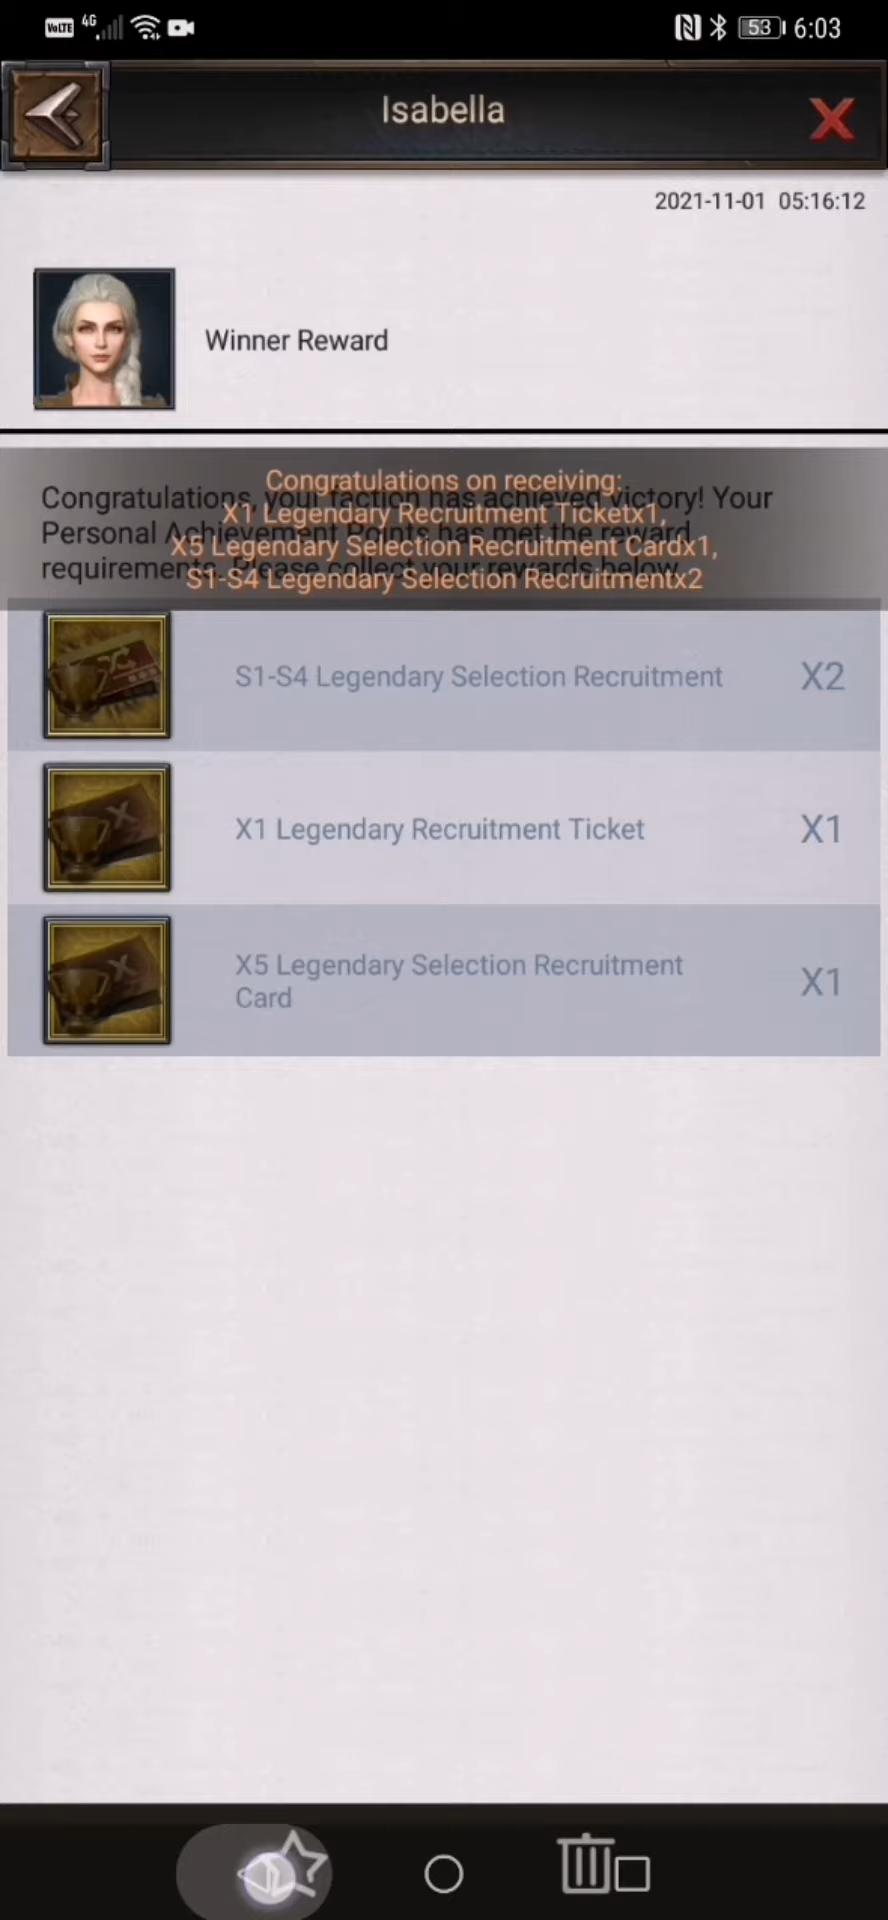 VoLTE 4G 53 6:03
Isabella
2021-11-01 05:16:12
Winner Reward
Congratulations, your faction has achieved victory! Your
Personal Achievement Points has met the reward
requirements. Please collect your rewards below.
Congratulations on receiving:
X1 Legendary Recruitment Ticketx1,
X5 Legendary Selection Recruitment Cardx1,
S1-S4 Legendary Selection Recruitmentx2
S1-S4 Legendary Selection Recruitment X2
X1 Legendary Recruitment Ticket X1
X5 Legendary Selection Recruitment
Card X1